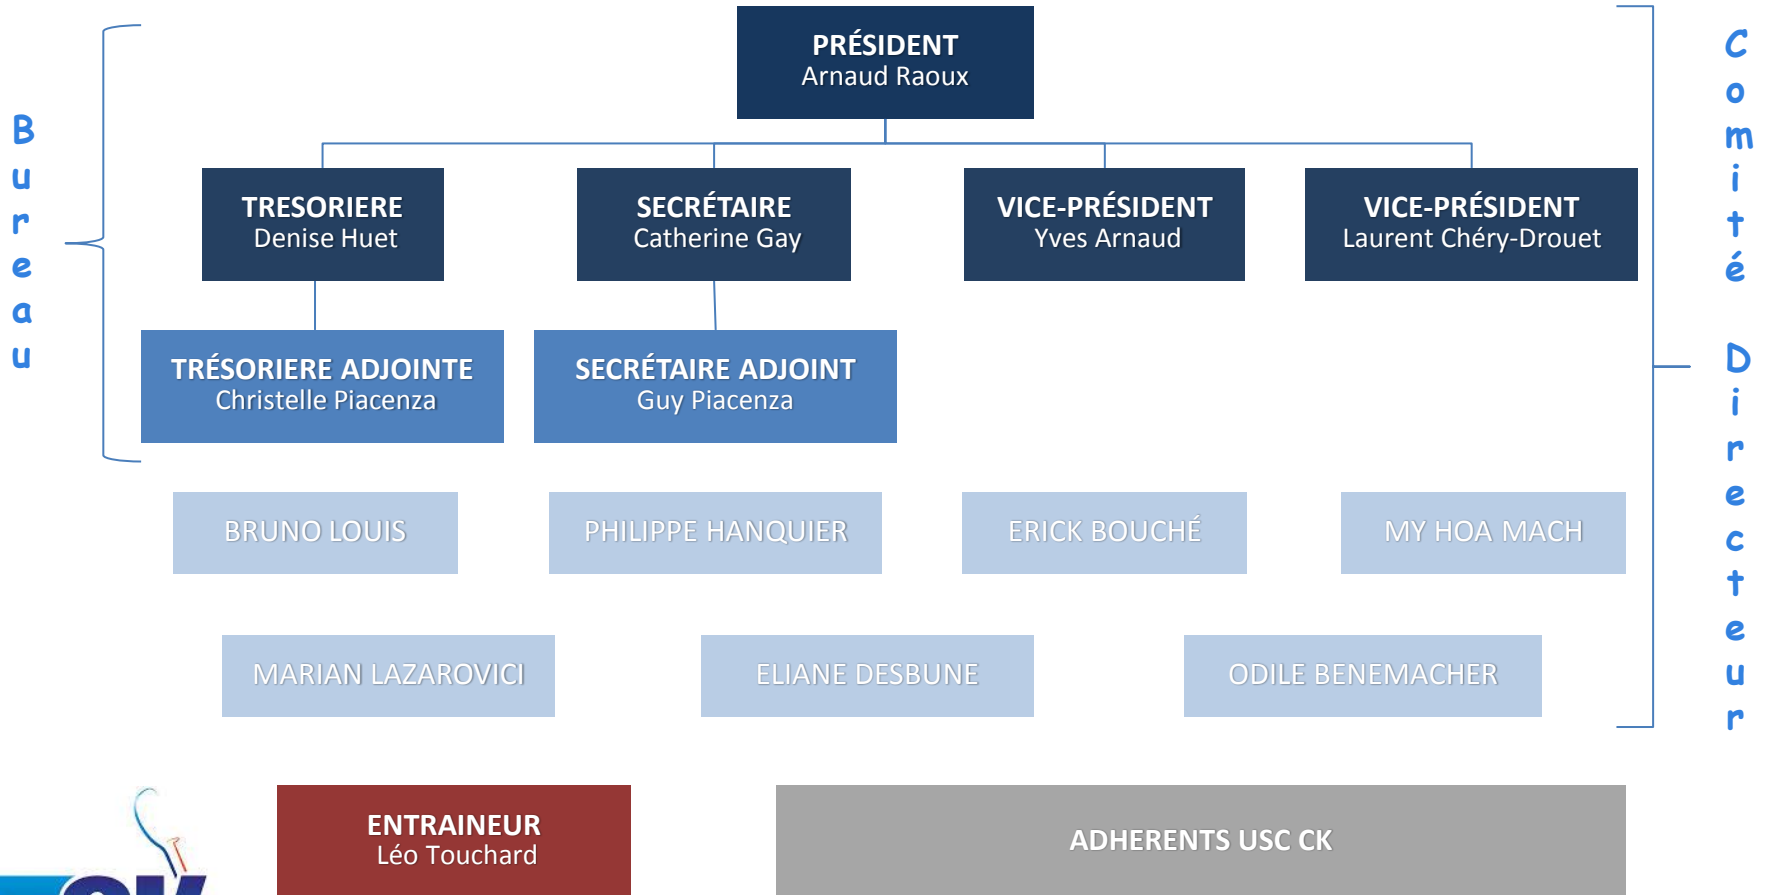 PRÉSIDENT
Arnaud Raoux
Bureau
Comité Directeur
TRESORIERE
Denise Huet
SECRÉTAIRE
Catherine Gay
VICE-PRÉSIDENT
Yves Arnaud
VICE-PRÉSIDENT
Laurent Chéry-Drouet
TRÉSORIERE ADJOINTE
Christelle Piacenza
SECRÉTAIRE ADJOINT
Guy Piacenza
BRUNO LOUIS
PHILIPPE HANQUIER
ERICK BOUCHÉ
MY HOA MACH
MARIAN LAZAROVICI
ELIANE DESBUNE
ODILE BENEMACHER
ENTRAINEUR
Léo Touchard
ADHERENTS USC CK